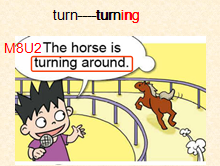 turn----turning
M8U2 The horse is
turning around.